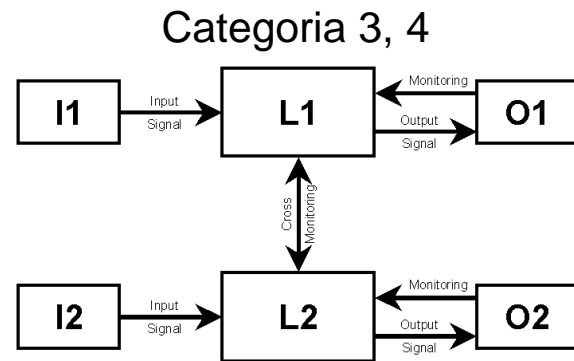 Categoria 3, 4
I1
Input
Signal
L1
Monitoring
Output
Signal
O1
Cross
Monitoring
I2
Input
Signal
L2
Monitoring
Output
Signal
O2